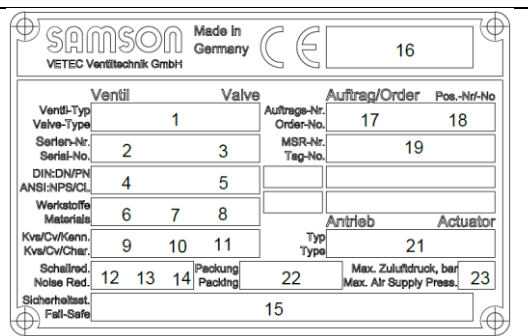 SAMSON Made in
Germany CE 16
VETEC Ventiltechnik GmbH
Ventil Valve Auftrag/Order Pos.-Nr/-No
Ventil-Typ
Valve-Type 1 Auftrags-Nr.
Order-No. 17 18
Serien-Nr.
Serial-No. 2 3 MSR-Nr.
Tag-No. 19
DIN:DN/PN
ANSI:NPS/CL 4 5
Werkstoffe
Materials 6 7 8
Antrieb Actuator
Kvs/Cv/Kenn.
Kvs/Cv/Char. 9 10 11 Typ
Type 21
Schallred.
Noise Red. 12 13 14 Packung
Packing 22 Max. Zuluftdruck, bar
Max. Air Supply Press. 23
Sicherheitsst.
Fail-Safe 15